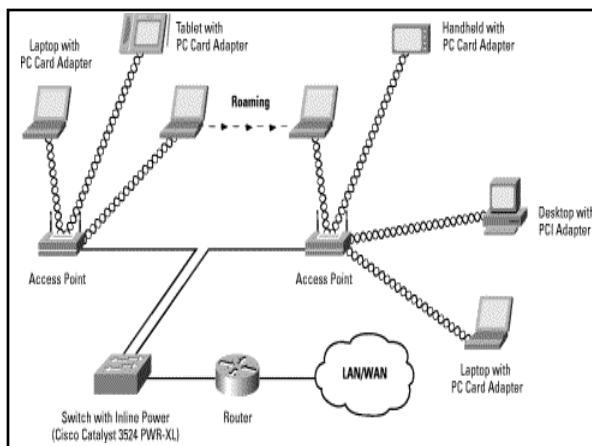 Tablet with
PC Card Adapter
Handheld with
PC Card Adapter
Laptop with
PC Card Adapter
Roaming
Desktop with
PCI Adapter
Access Point
Access Point
Laptop with
PC Card Adapter
LAN/WAN
Switch with Inline Power
(Cisco Catalyst 3524 PWR-XL)
Router